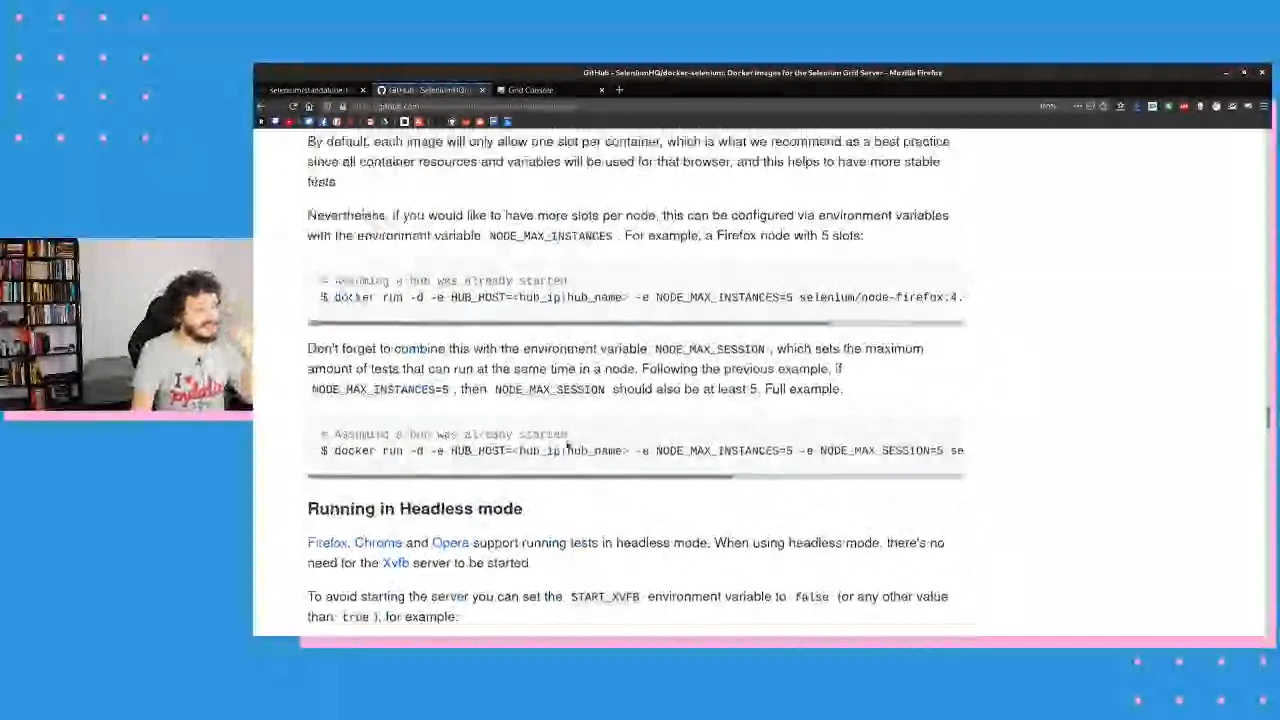 GitHub - SeleniumHQ/docker-selenium: Docker images for the Selenium Grid Server - Mozilla Firefox
selenium/standalone-
GitHub - SeleniumHQ/
Grid Console
github.com
By default, each image will only allow one slot per container, which is what we recommend as a best practice
since all container resources and variables will be used for that browser, and this helps to have more stable
tests.
Nevertheless, if you would like to have more slots per node, this can be configured via environment variables
with the environment variable NODE_MAX_INSTANCES . For example, a Firefox node with 5 slots:
# Assuming a hub was already started
$ docker run -d -e HUB_HOST=<hub_ip|hub_name> -e NODE_MAX_INSTANCES=5 selenium/node-firefox:4.
Don't forget to combine this with the environment variable NODE_MAX_SESSION , which sets the maximum
amount of tests that can run at the same time in a node. Following the previous example, if
NODE_MAX_INSTANCES=5 , then NODE_MAX_SESSION should also be at least 5. Full example:
# Assuming a hub was already started
$ docker run -d -e HUB_HOST=<hub_ip|hub_name> -e NODE_MAX_INSTANCES=5 -e NODE_MAX_SESSION=5 se
Running in Headless mode
Firefox, Chrome and Opera support running tests in headless mode. When using headless mode, there's no
need for the Xvfb server to be started.
To avoid starting the server you can set the START_XVFB environment variable to false (or any other value
than true ), for example: